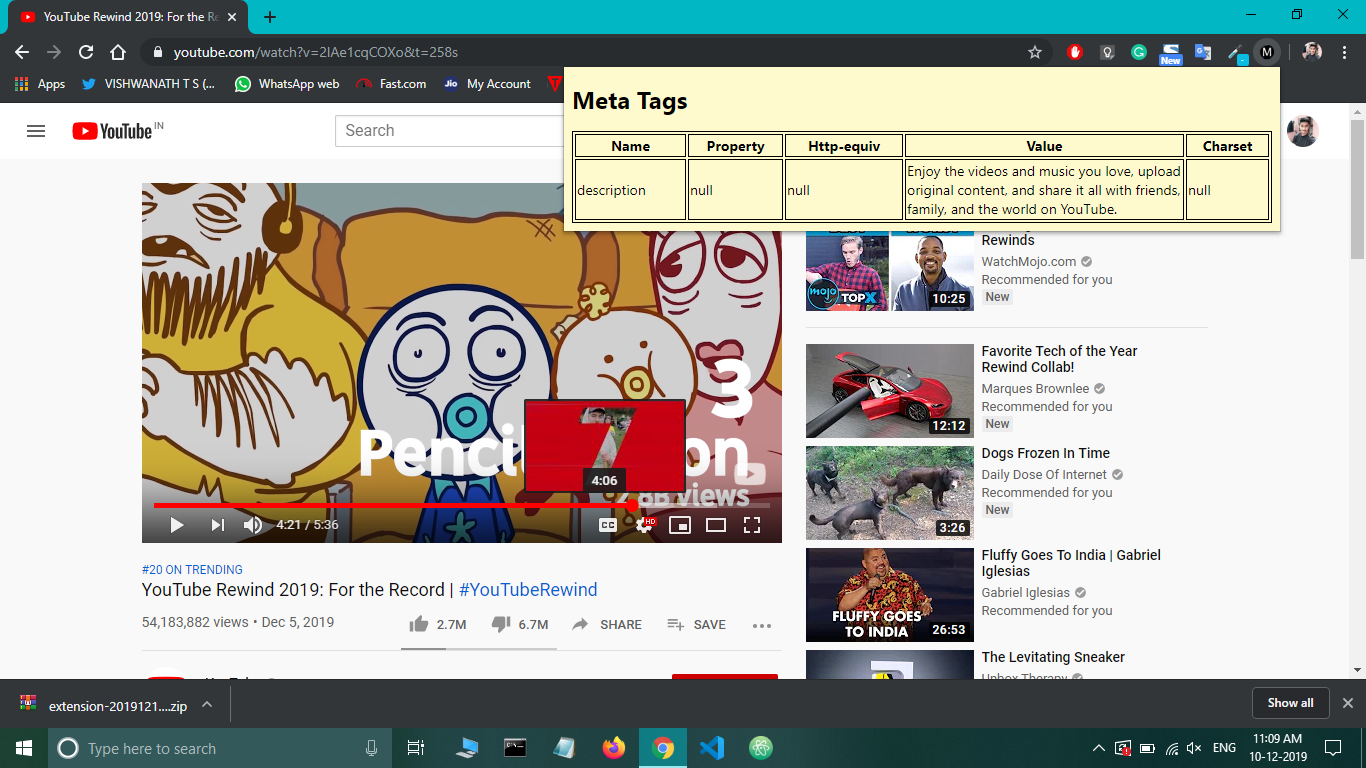 YouTube Rewind 2019: For the Re
youtube.com/watch?v=2lAe1cqCOXo&t=258s
New
M
Apps
VISHWANATH T S (...
WhatsApp web
Fast.com
Jio
My Account
Meta Tags
Name Property Http-equiv Value Charset
description null null Enjoy the videos and music you love, upload original content, and share it all with friends, family, and the world on YouTube. null
YouTube IN
Search
3
Pencil
on
2.8B views
7
4:06
4:21 / 5:36
CC
HD
Rewinds
WatchMojo.com
Recommended for you
New
mojo
TOPX
10:25
Favorite Tech of the Year
Rewind Collab!
Marques Brownlee
Recommended for you
New
12:12
Dogs Frozen In Time
Daily Dose Of Internet
Recommended for you
New
3:26
Fluffy Goes To India | Gabriel
Iglesias
Gabriel Iglesias
Recommended for you
FLUFFY GOES
TO INDIA
26:53
The Levitating Sneaker
Unbox Therapy
#20 ON TRENDING
YouTube Rewind 2019: For the Record | #YouTubeRewind
54,183,882 views • Dec 5, 2019
2.7M
6.7M
SHARE
SAVE
extension-2019121....zip
Show all
Type here to search
ENG
11:09 AM
10-12-2019